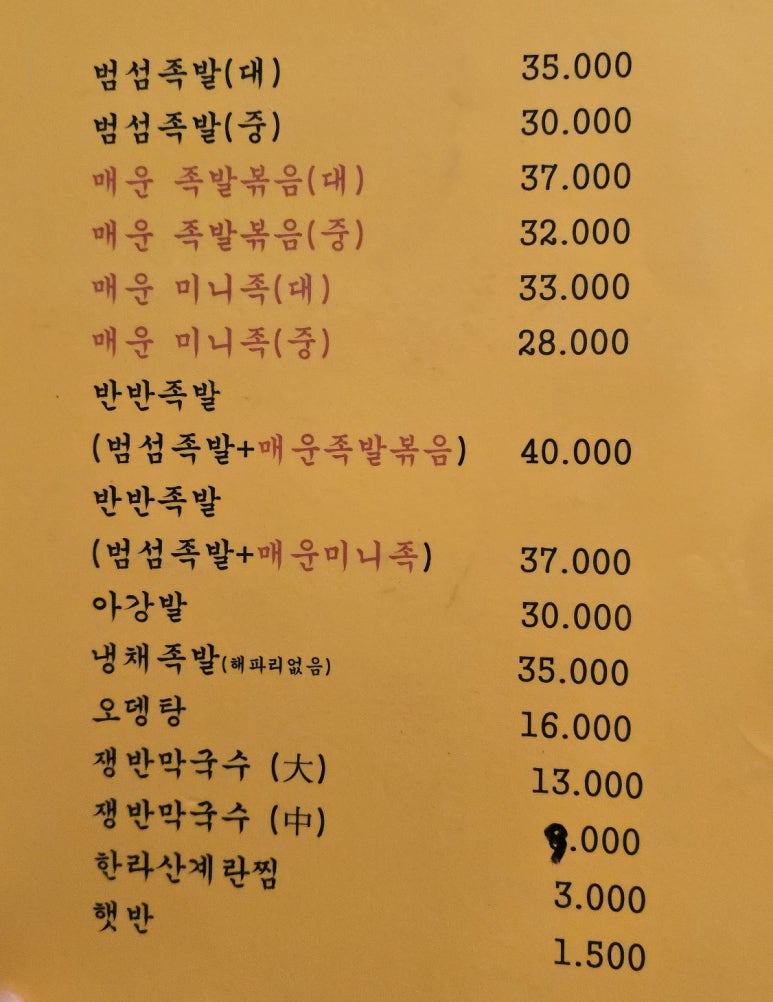 범섬족발(대) 35.000
범섬족발(중) 30.000
매운 족발볶음(대) 37.000
매운 족발볶음(중) 32.000
매운 미니족(대) 33.000
매운 미니족(중) 28.000
반반족발
(범섬족발+매운족발볶음) 40.000
반반족발
(범섬족발+매운미니족) 37.000
아강발 30.000
냉채족발(해파리없음) 35.000
오뎅탕 16.000
쟁반막국수 (大) 13.000
쟁반막국수 (中) 9.000
한라산계란찜 3.000
햇반 1.500